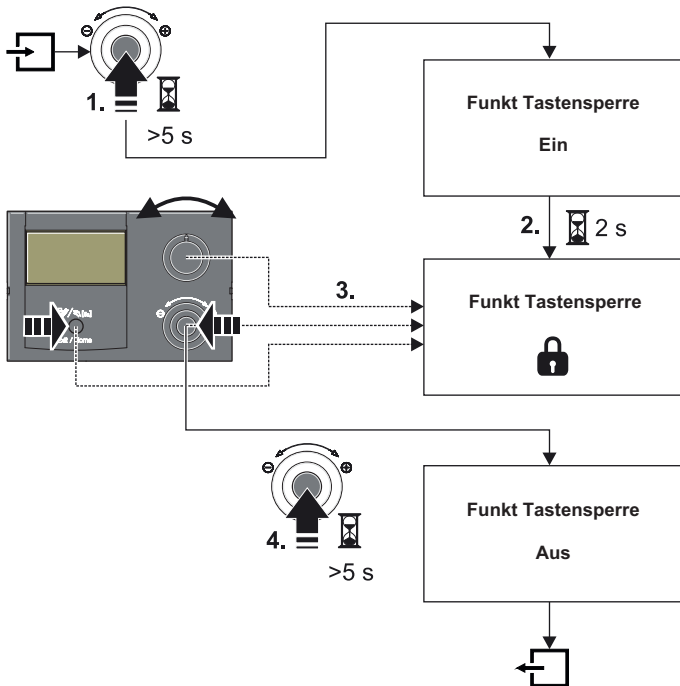 1.
>5 s
Funkt Tastensperre
Ein
2.
2 s
3.
Funkt Tastensperre
4.
>5 s
Funkt Tastensperre
Aus